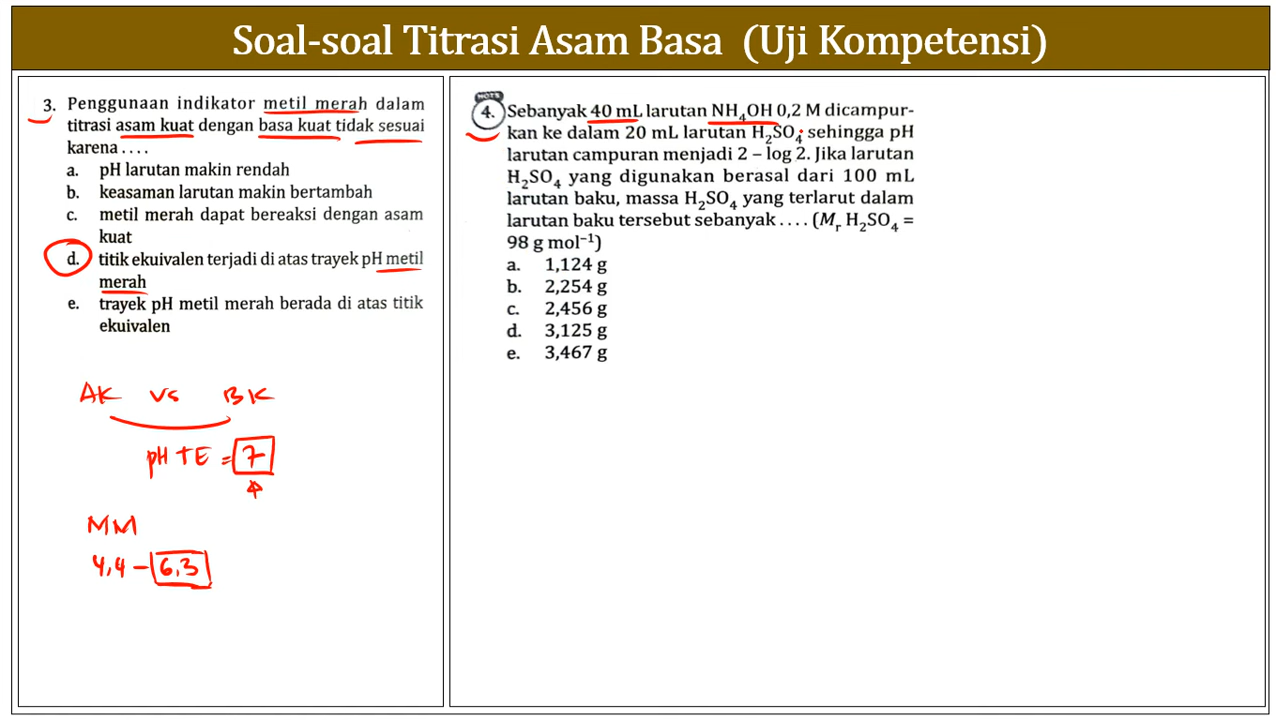 Soal-soal Titrasi Asam Basa (Uji Kompetensi)
3. Penggunaan indikator metil merah dalam
titrasi asam kuat dengan basa kuat tidak sesuai
karena . . . .
a. pH larutan makin rendah
b. keasaman larutan makin bertambah
c. metil merah dapat bereaksi dengan asam
kuat
d. titik ekuivalen terjadi di atas trayek pH metil
merah
e. trayek pH metil merah berada di atas titik
ekuivalen
AK vs BK
pH TE = 7
MM
4,4 – 6,3
HOTS
4. Sebanyak 40 mL larutan NH₄OH 0,2 M dicampur-
kan ke dalam 20 mL larutan H₂SO₄ sehingga pH
larutan campuran menjadi 2 – log 2. Jika larutan
H₂SO₄ yang digunakan berasal dari 100 mL
larutan baku, massa H₂SO₄ yang terlarut dalam
larutan baku tersebut sebanyak . . . . (Mᵣ H₂SO₄ =
98 g mol⁻¹)
a. 1,124 g
b. 2,254 g
c. 2,456 g
d. 3,125 g
e. 3,467 g